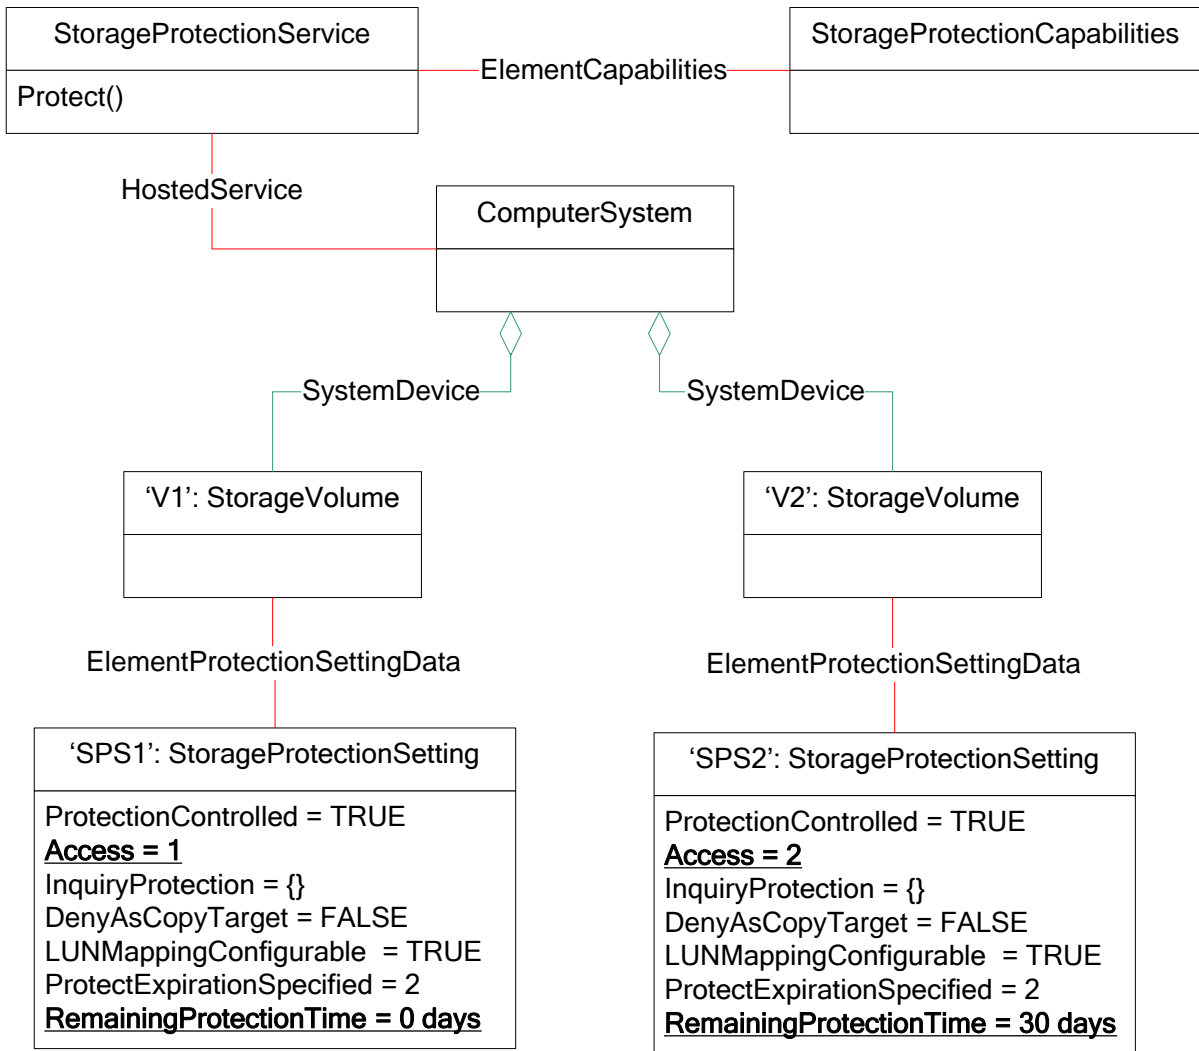 StorageProtectionService
StorageProtectionCapabilities
ElementCapabilities
Protect()
HostedService
ComputerSystem
SystemDevice
SystemDevice
‘V1’: StorageVolume
‘V2’: StorageVolume
ElementProtectionSettingData
ElementProtectionSettingData
‘SPS1’: StorageProtectionSetting
ProtectionControlled = TRUE
Access = 1
InquiryProtection = {}
DenyAsCopyTarget = FALSE
LUNMappingConfigurable  = TRUE
ProtectExpirationSpecified = 2
RemainingProtectionTime = 0 days
‘SPS2’: StorageProtectionSetting
ProtectionControlled = TRUE
Access = 2
InquiryProtection = {}
DenyAsCopyTarget = FALSE
LUNMappingConfigurable  = TRUE
ProtectExpirationSpecified = 2
RemainingProtectionTime = 30 days